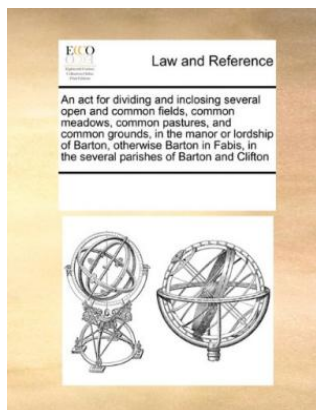 ECCO
Law and Reference
An act for dividing and inclosing several
open and common fields, common
meadows, common pastures, and
common grounds, in the manor or lordship
of Barton, otherwise Barton in Fabis, in
the several parishes of Barton and Clifton